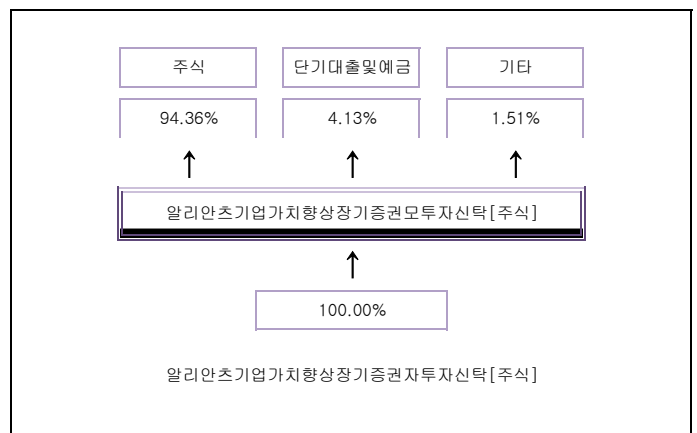 주식 단기대출및예금 기타
94.36% 4.13% 1.51%
↑ ↑ ↑
알리안츠기업가치향상장기증권모투자신탁[주식]
↑
100.00%
알리안츠기업가치향상장기증권자투자신탁[주식]